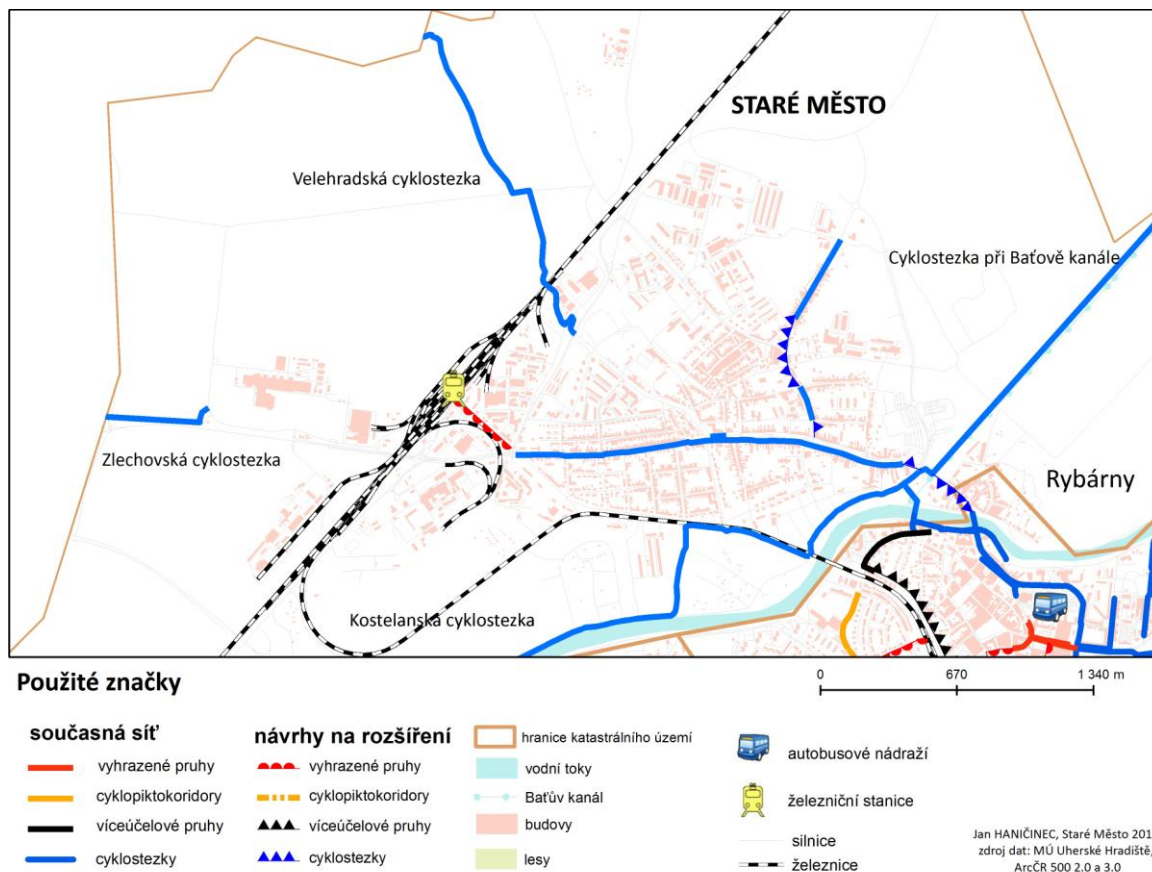 STARÉ MĚSTO
Velehradská cyklostezka
Cyklostezka při Baťově kanále
Zlechovská cyklostezka
Rybárny
Kostelanská cyklostezka
Použité značky
0 670 1 340 m
současná síť
vyhrazené pruhy
cyklopiktokoridory
víceúčelové pruhy
cyklostezky
návrhy na rozšíření
vyhrazené pruhy
cyklopiktokoridory
víceúčelové pruhy
cyklostezky
hranice katastrálního území
vodní toky
Baťův kanál
budovy
lesy
autobusové nádraží
železniční stanice
silnice
železnice
Jan HANIČINEC, Staré Město 201
zdroj dat: MÚ Uherské Hradiště,
ArcČR 500 2.0 a 3.0